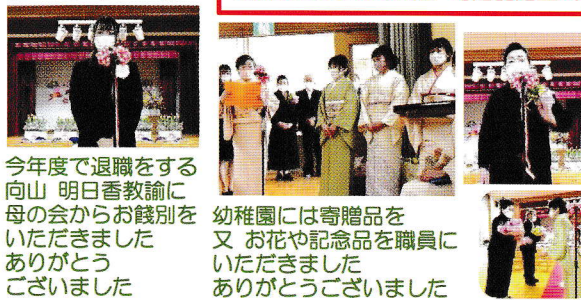 今年度で退職をする
向山 明日香教諭に
母の会からお餞別を
いただきました
ありがとう
ございました
幼稚園には寄贈品を
又 お花や記念品を職員に
いただきました
ありがとうございました